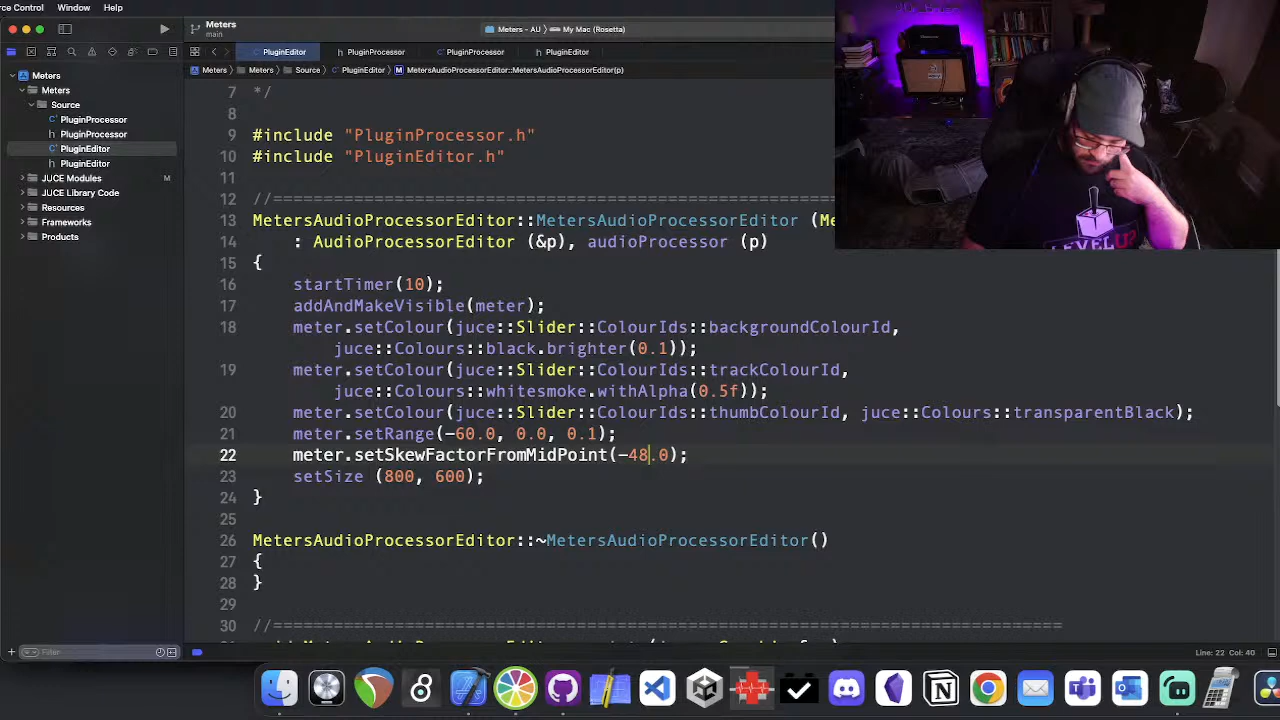 rce Control Window Help
Meters
main
Meters - AU › My Mac (Rosetta)
PluginEditor
PluginProcessor
PluginProcessor
PluginEditor
Meters
Meters › Meters › Source › PluginEditor › M MetersAudioProcessorEditor::MetersAudioProcessorEditor(p)
Meters
Source
PluginProcessor
PluginProcessor
PluginEditor
PluginEditor
JUCE Modules M
JUCE Library Code
Resources
Frameworks
Products
7 */
8
9 #include "PluginProcessor.h"
10 #include "PluginEditor.h"
11
12 //==============================================================================
13 MetersAudioProcessorEditor::MetersAudioProcessorEditor (Me
14 : AudioProcessorEditor (&p), audioProcessor (p)
15 {
16 startTimer(10);
17 addAndMakeVisible(meter);
18 meter.setColour(juce::Slider::ColourIds::backgroundColourId,
juce::Colours::black.brighter(0.1));
19 meter.setColour(juce::Slider::ColourIds::trackColourId,
juce::Colours::whitesmoke.withAlpha(0.5f));
20 meter.setColour(juce::Slider::ColourIds::thumbColourId, juce::Colours::transparentBlack);
21 meter.setRange(-60.0, 0.0, 0.1);
22 meter.setSkewFactorFromMidPoint(-48.0);
23 setSize (800, 600);
24 }
25
26 MetersAudioProcessorEditor::~MetersAudioProcessorEditor()
27 {
28 }
29
30 //==============================================================================
Filter
Line: 22 Col: 40
LEVEL UP